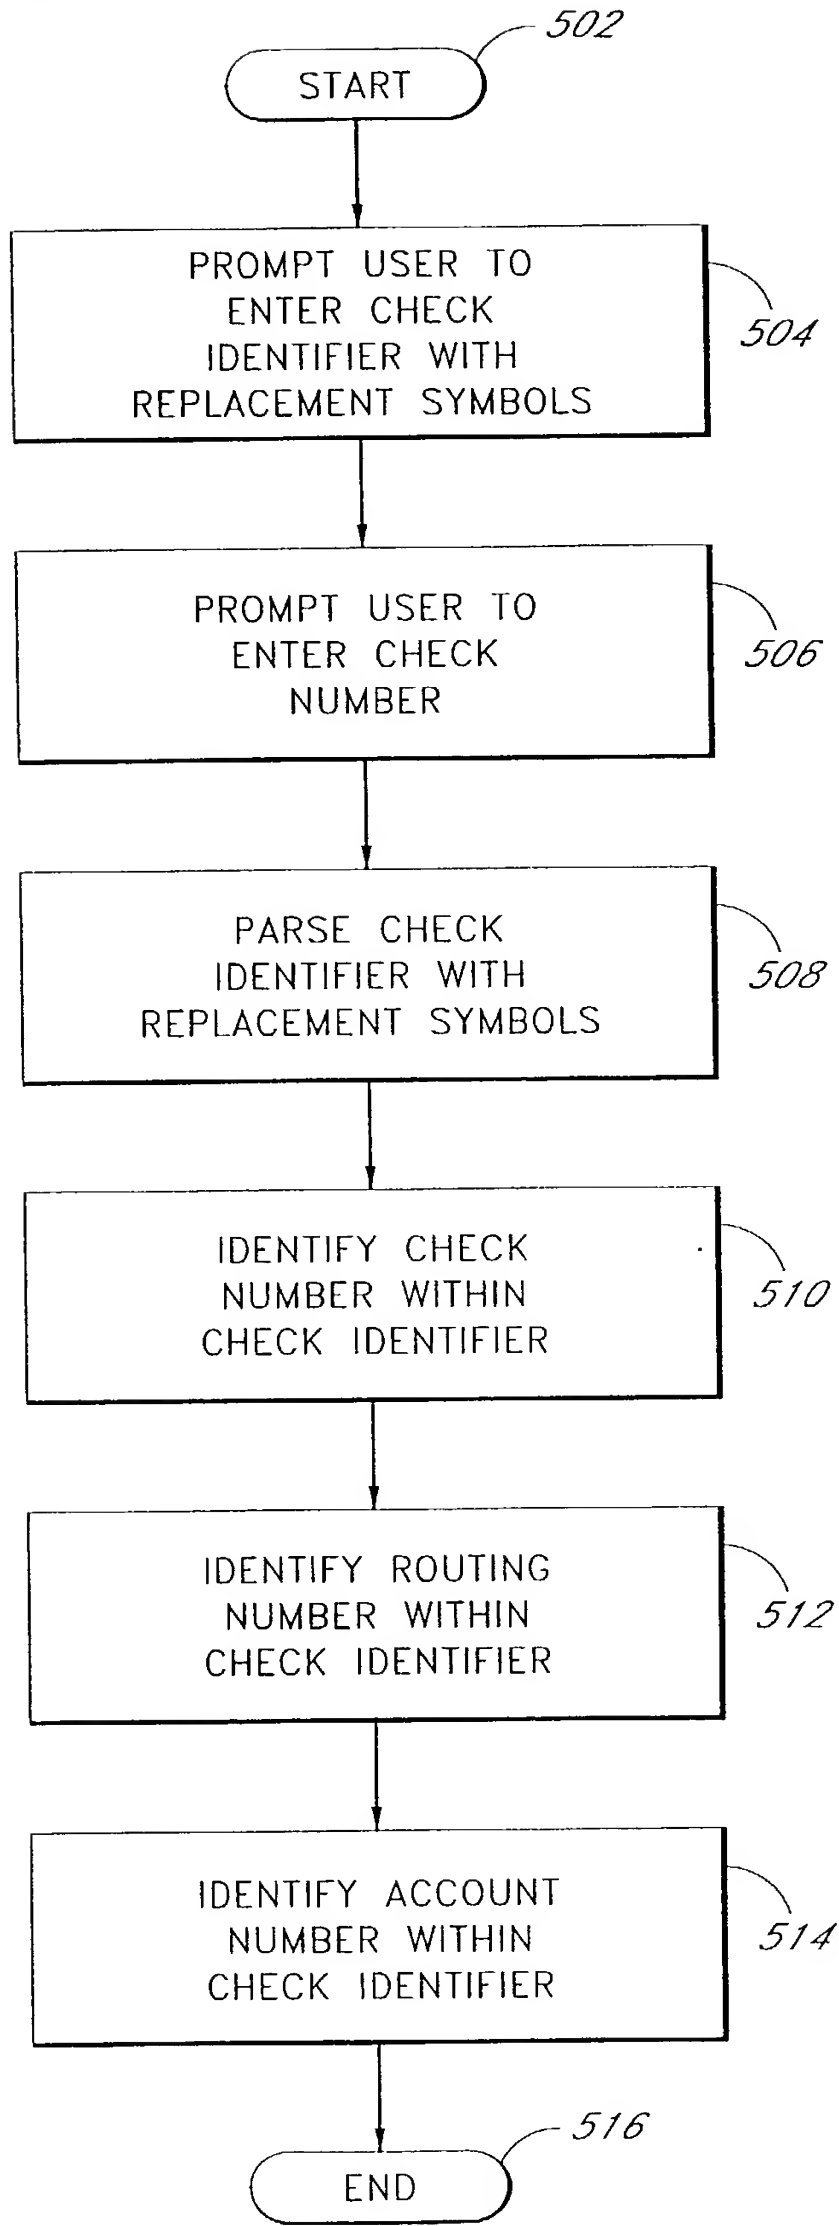 502
START
PROMPT USER TO
ENTER CHECK
IDENTIFIER WITH
REPLACEMENT SYMBOLS
504
PROMPT USER TO
ENTER CHECK
NUMBER
506
PARSE CHECK
IDENTIFIER WITH
REPLACEMENT SYMBOLS
508
IDENTIFY CHECK
NUMBER WITHIN
CHECK IDENTIFIER
510
IDENTIFY ROUTING
NUMBER WITHIN
CHECK IDENTIFIER
512
IDENTIFY ACCOUNT
NUMBER WITHIN
CHECK IDENTIFIER
514
516
END